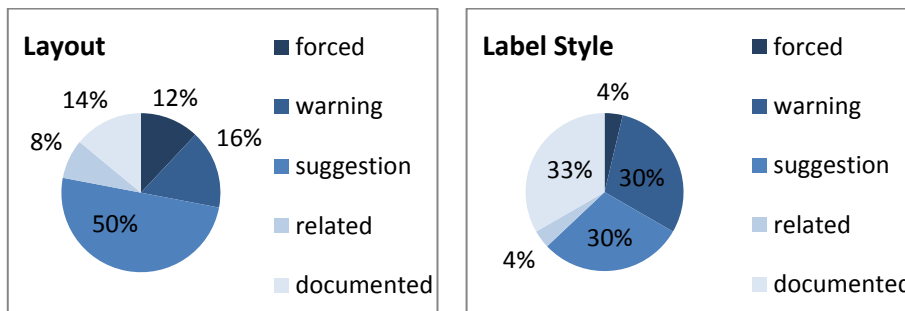 Layout
forced
warning
suggestion
related
documented
12%
16%
50%
8%
14%
Label Style
forced
warning
suggestion
related
documented
4%
30%
30%
4%
33%